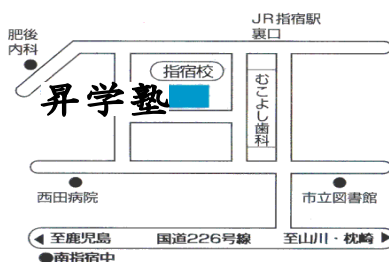 JR指宿駅
裏口
肥後
内科
指宿校
昇学塾
むこよし歯科
西田病院
市立図書館
至鹿児島
国道226号線
至山川・枕崎
南指宿中